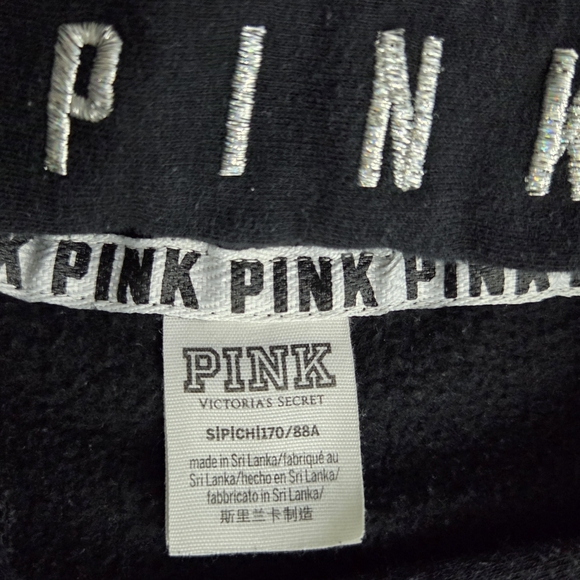 PINK
PINK PINK PINK
PINK
VICTORIA'S SECRET
S|P|CH|170/88A
made in Sri Lanka/fabriqué au
Sri Lanka/hecho en Sri Lanka/
fabbricato in Sri Lanka/
斯里兰卡制造